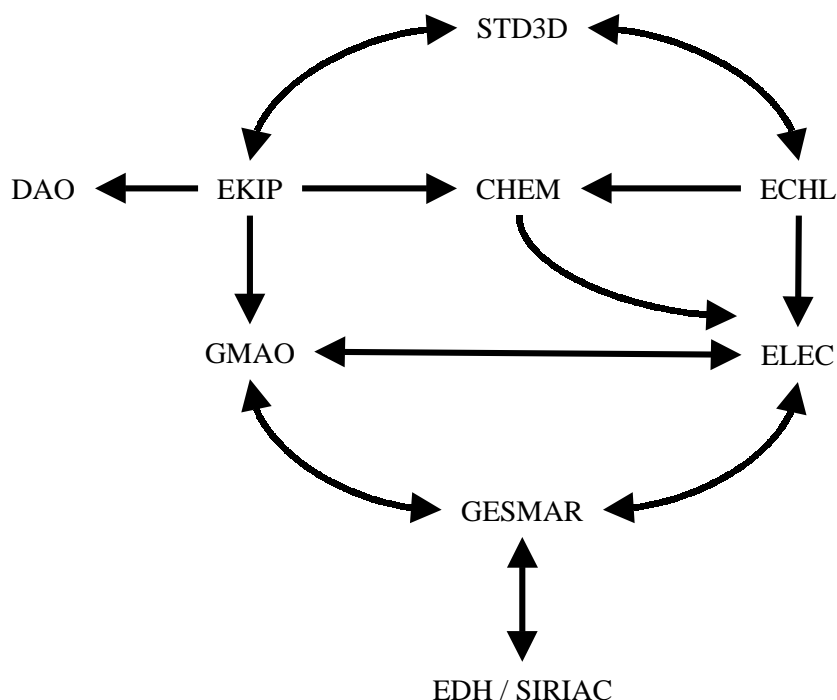 STD3D
DAO EKIP CHEM ECHL
GMAO ELEC
GESMAR
EDH / SIRIAC